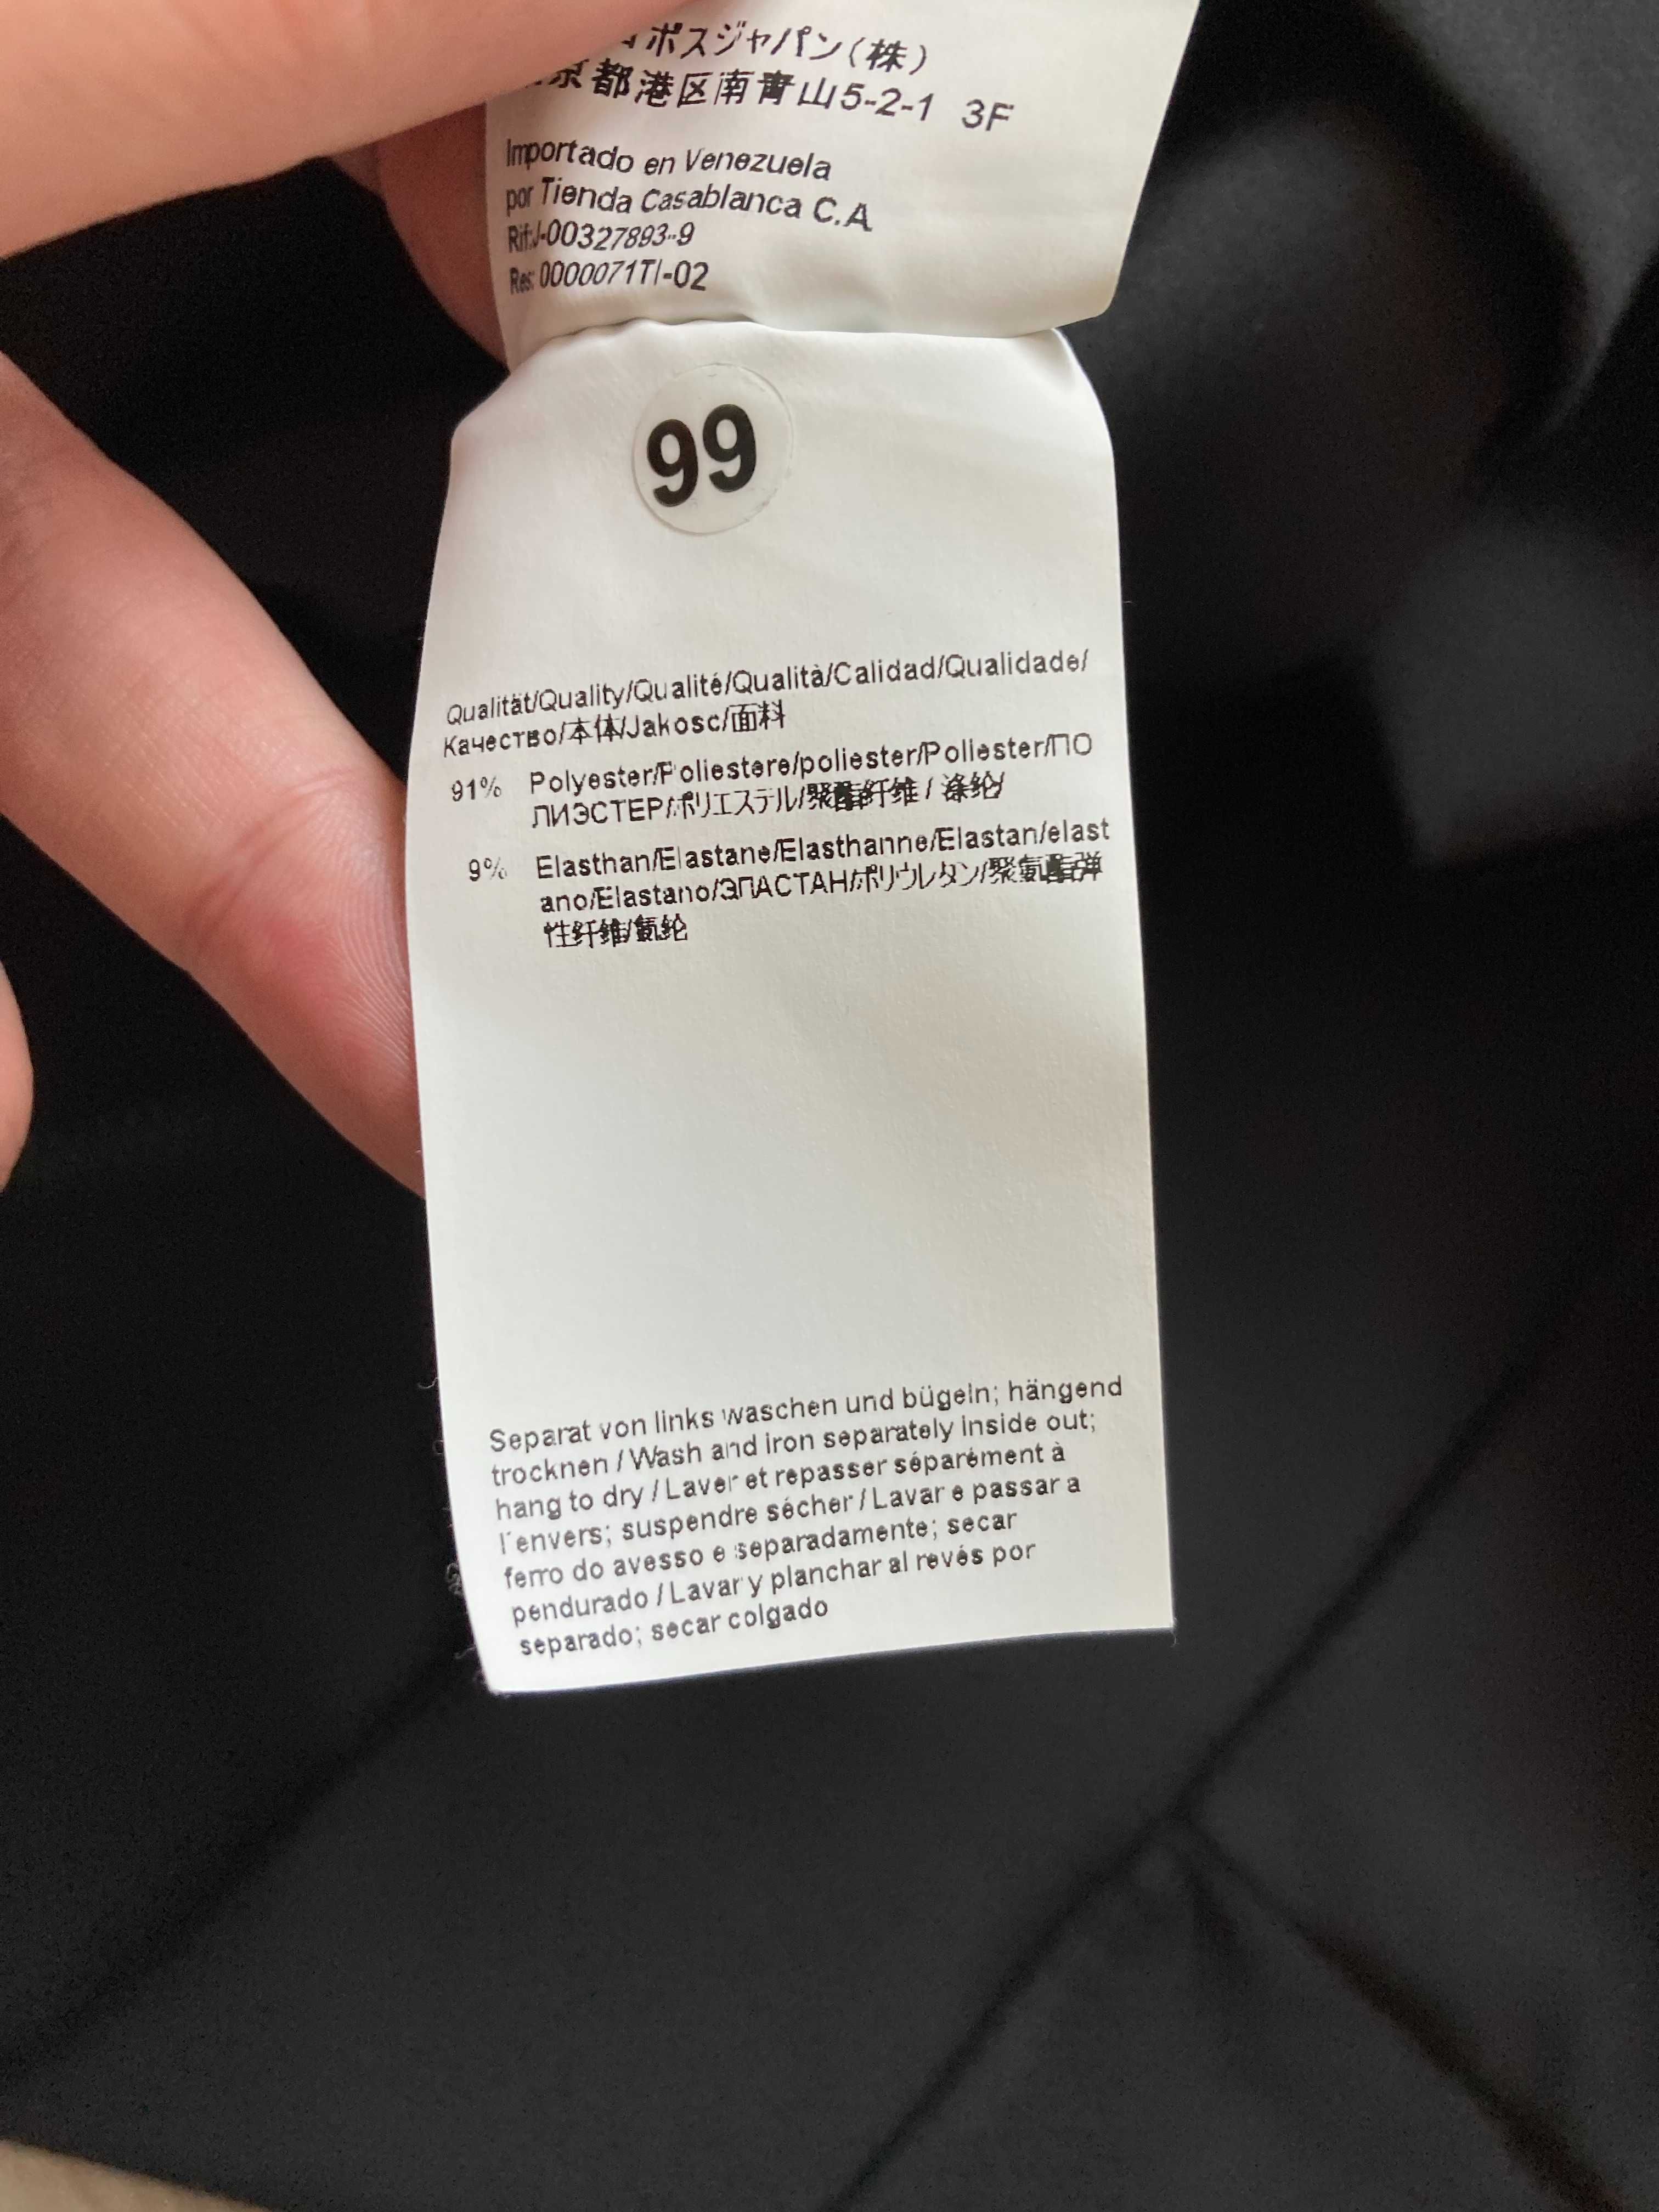 ポスジャパン(株)
京都港区南青山5-2-1 3F
Importado en Venezuela
por Tienda Casablanca C.A
Rif:J-00327893-9
Res: 0000071TI-02
99
Qualität/Quality/Qualité/Qualità/Calidad/Qualidade/
Качество/本体/Jakosc/面料
91% Polyester/Poliestere/poliester/Poliester/ПО
ЛИЭСТЕР/ポリエステル/聚酯纤维 / 涤纶/
9% Elasthan/Elastane/Elasthanne/Elastan/elast
ano/Elastano/ЭЛАСТАН/ポリウレタン/聚氨酯弹
性纤维/氨纶
Separat von links waschen und bügeln; hängend
trocknen / Wash and iron separately inside out;
hang to dry / Laver et repasser séparément à
l'envers; suspendre sécher / Lavar e passar a
ferro do avesso e separadamente; secar
pendurado / Lavar y planchar al revés por
separado; secar colgado